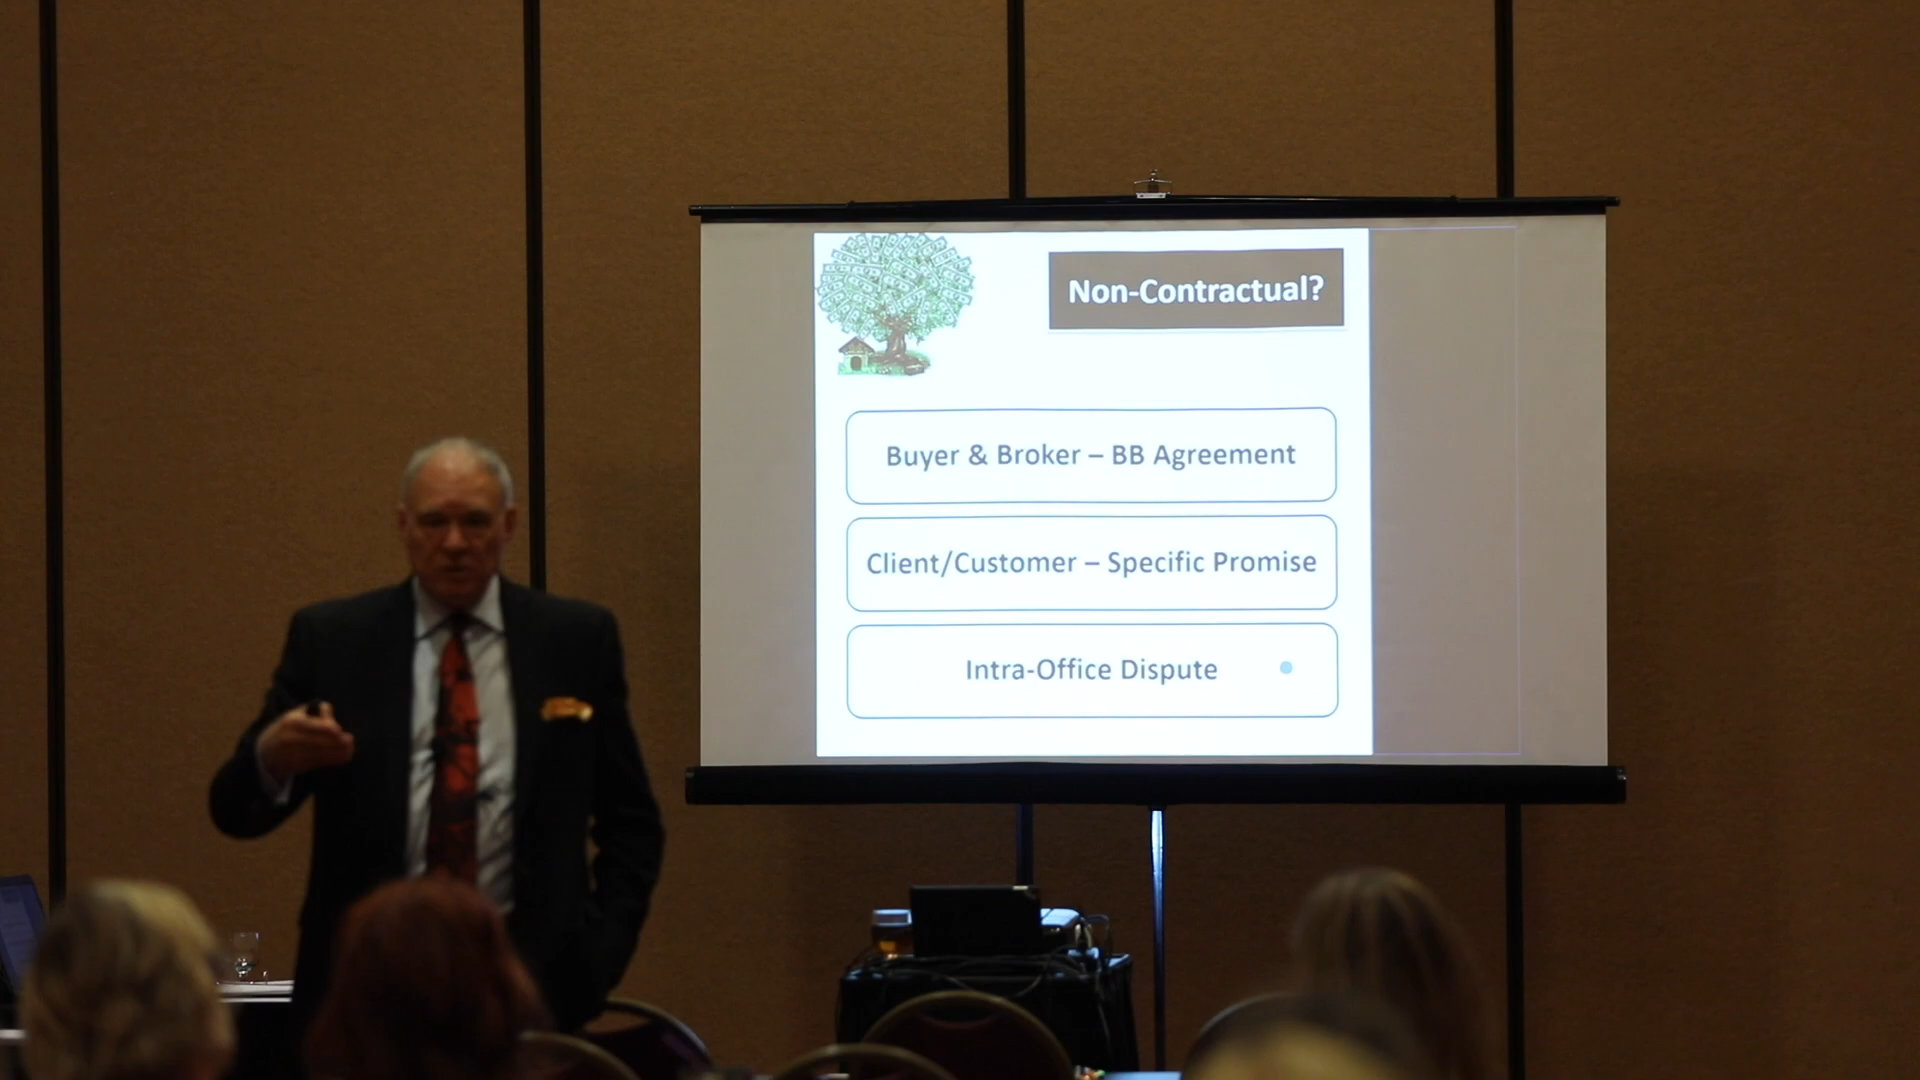 Non-Contractual?
Buyer & Broker – BB Agreement
Client/Customer – Specific Promise
Intra-Office Dispute